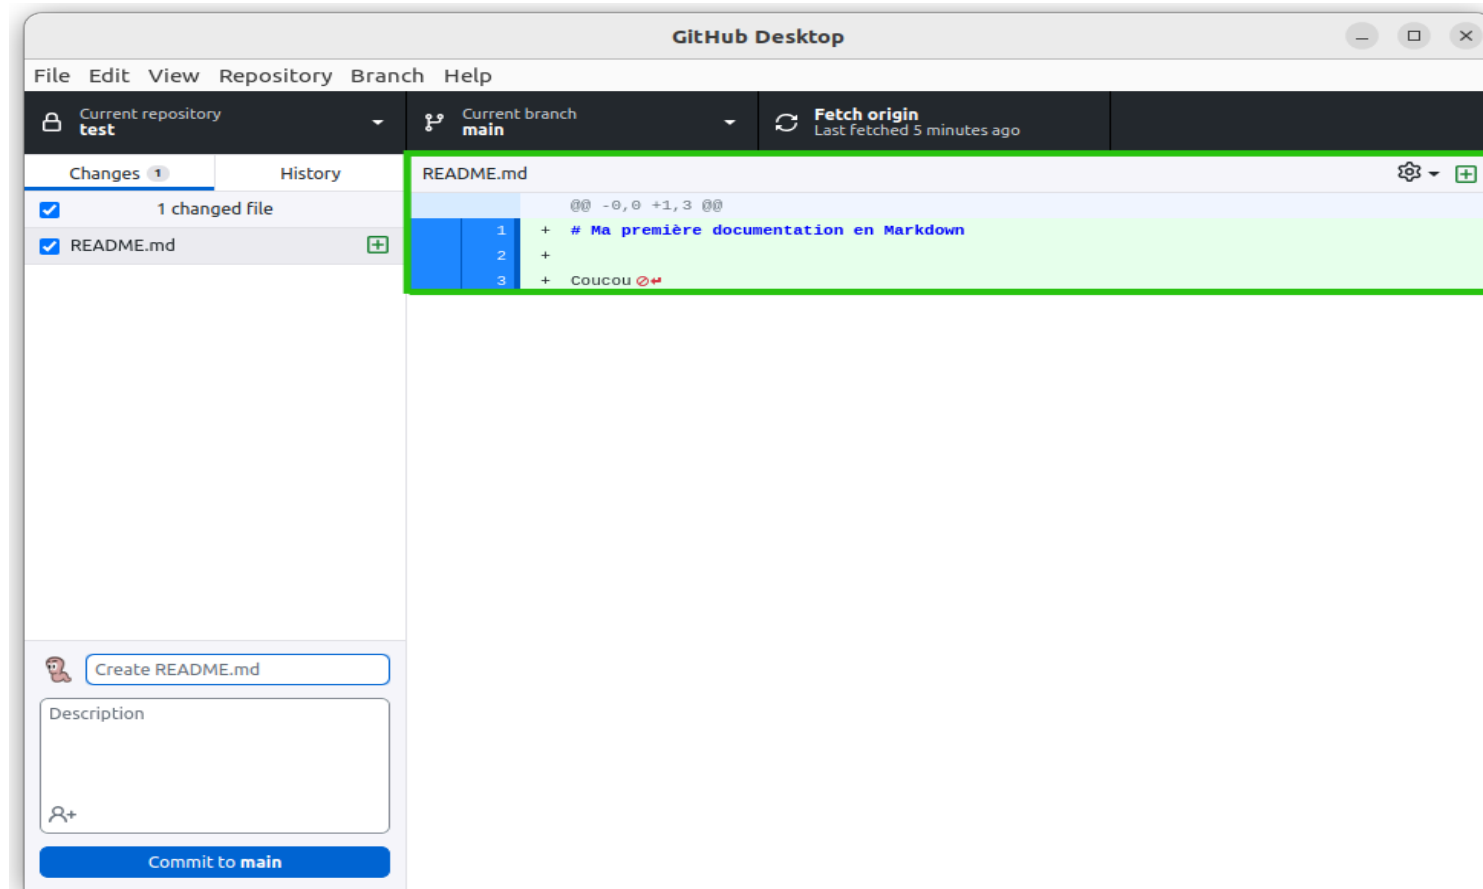 GitHub Desktop
File Edit View Repository Branch Help
Current repository
test
Current branch
main
Fetch origin
Last fetched 5 minutes ago
Changes 1
History
1 changed file
README.md
README.md
@@ -0,0 +1,3 @@
1 + # Ma première documentation en Markdown
2 +
3 + Coucou
Create README.md
Description
Commit to main